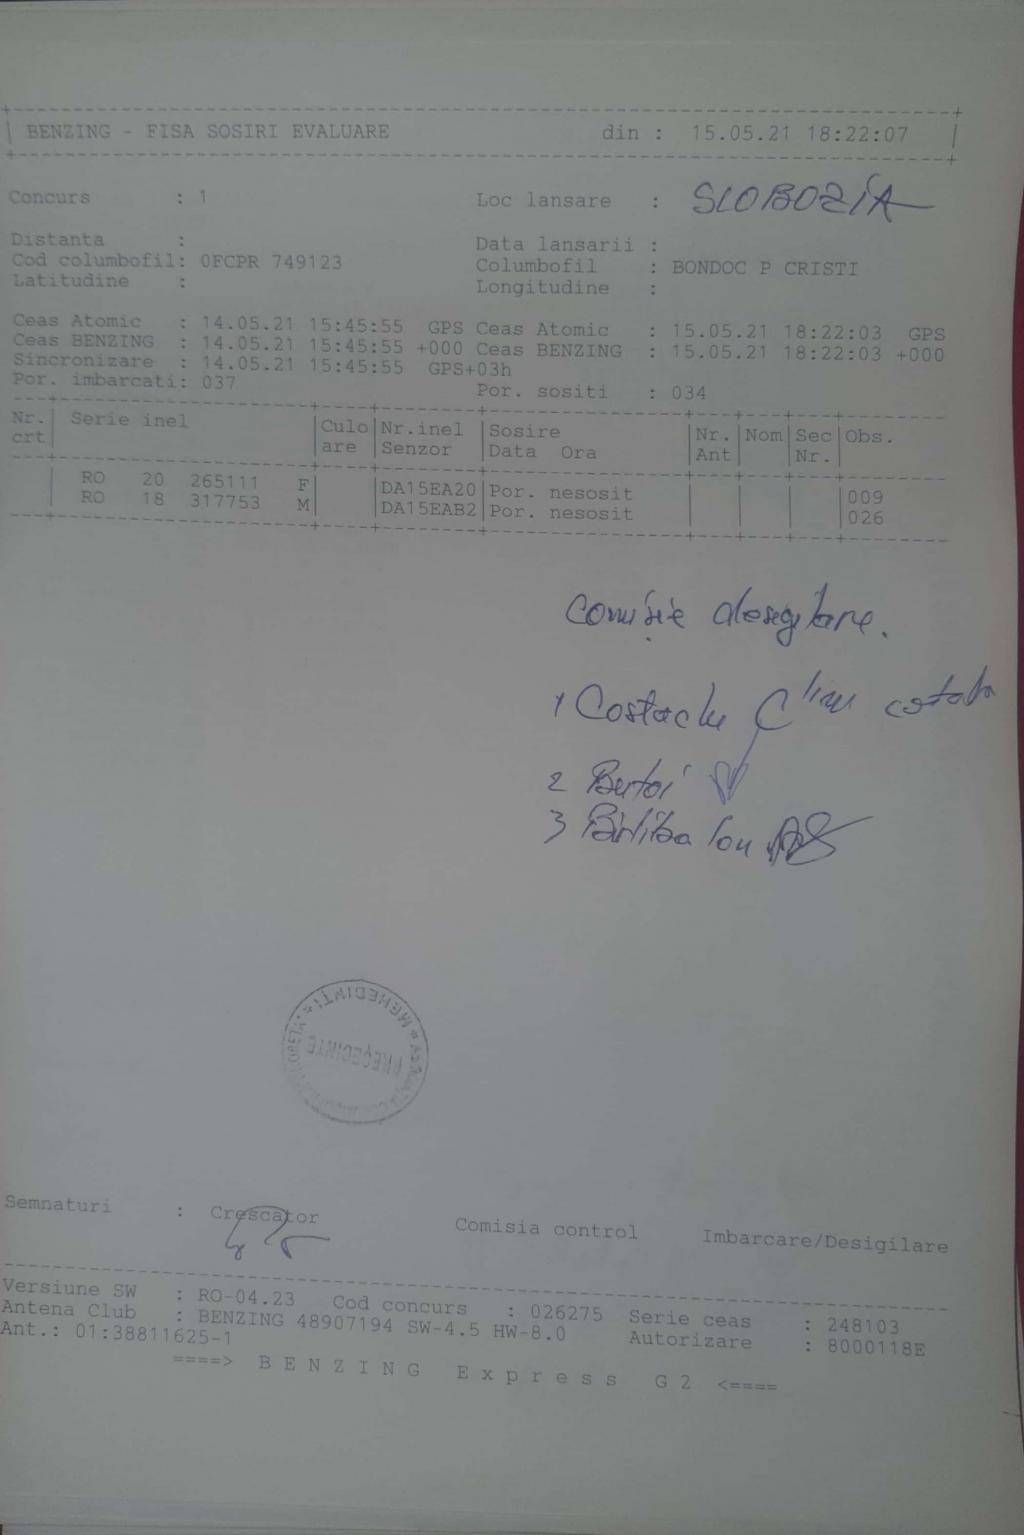 BENZING - FISA SOSIRI EVALUARE din : 15.05.21 18:22:07
Concurs : 1 Loc lansare : SLOBOZIA
Distanta : Data lansarii :
Cod columbofil: 0FCPR 749123 Columbofil : BONDOC P CRISTI
Latitudine : Longitudine :
Ceas Atomic : 14.05.21 15:45:55 GPS Ceas Atomic : 15.05.21 18:22:03 GPS
Ceas BENZING : 14.05.21 15:45:55 +000 Ceas BENZING : 15.05.21 18:22:03 +000
Sincronizare : 14.05.21 15:45:55 GPS+03h
Por. imbarcati: 037 Por. sositi : 034
Nr. Serie inel Culo Nr.inel Sosire Nr. Nom Sec Obs.
crt are Senzor Data Ora Ant Nr.
RO 20 265111 F DA15EA20 Por. nesosit 009
RO 18 317753 M DA15EAB2 Por. nesosit 026
Comisie desigilare.
1 Costache C
2 Butoi
3 Bîrliba Ion
* MEHEDINŢI *
PREŞEDINTE
Semnaturi : Crescator Comisia control Imbarcare/Desigilare
Versiune SW : RO-04.23 Cod concurs : 026275 Serie ceas : 248103
Antena Club : BENZING 48907194 SW-4.5 HW-8.0 Autorizare : 8000118E
Ant.: 01:38811625-1
====> B E N Z I N G E x p r e s s G 2 <====